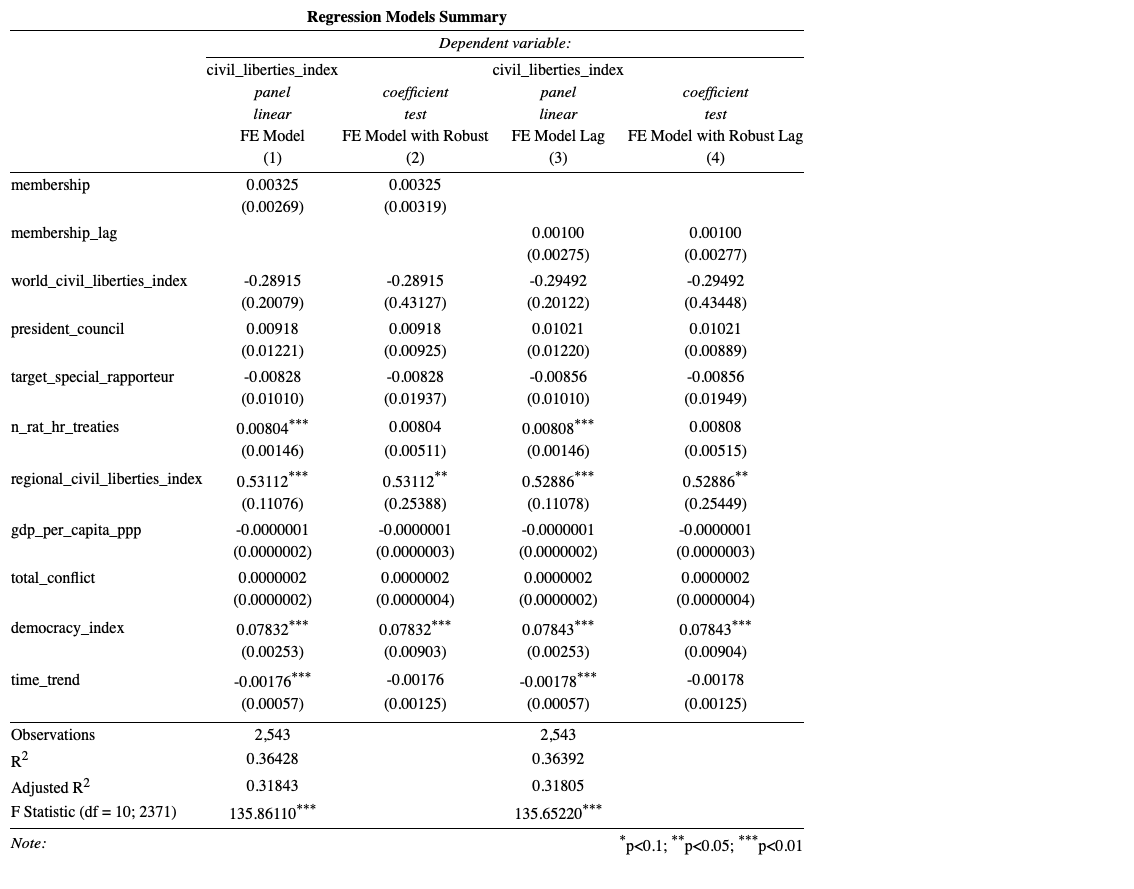 Regression Models Summary
Dependent variable:
civil_liberties_index civil_liberties_index
panel coefficient panel coefficient
linear test linear test
FE Model FE Model with Robust FE Model Lag FE Model with Robust Lag
(1) (2) (3) (4)
membership 0.00325 0.00325
(0.00269) (0.00319)
membership_lag 0.00100 0.00100
(0.00275) (0.00277)
world_civil_liberties_index -0.28915 -0.28915 -0.29492 -0.29492
(0.20079) (0.43127) (0.20122) (0.43448)
president_council 0.00918 0.00918 0.01021 0.01021
(0.01221) (0.00925) (0.01220) (0.00889)
target_special_rapporteur -0.00828 -0.00828 -0.00856 -0.00856
(0.01010) (0.01937) (0.01010) (0.01949)
n_rat_hr_treaties 0.00804*** 0.00804 0.00808*** 0.00808
(0.00146) (0.00511) (0.00146) (0.00515)
regional_civil_liberties_index 0.53112*** 0.53112** 0.52886*** 0.52886**
(0.11076) (0.25388) (0.11078) (0.25449)
gdp_per_capita_ppp -0.0000001 -0.0000001 -0.0000001 -0.0000001
(0.0000002) (0.0000003) (0.0000002) (0.0000003)
total_conflict 0.0000002 0.0000002 0.0000002 0.0000002
(0.0000002) (0.0000004) (0.0000002) (0.0000004)
democracy_index 0.07832*** 0.07832*** 0.07843*** 0.07843***
(0.00253) (0.00903) (0.00253) (0.00904)
time_trend -0.00176*** -0.00176 -0.00178*** -0.00178
(0.00057) (0.00125) (0.00057) (0.00125)
Observations 2,543 2,543
R2 0.36428 0.36392
Adjusted R2 0.31843 0.31805
F Statistic (df = 10; 2371) 135.86110*** 135.65220***
Note: *p<0.1; **p<0.05; ***p<0.01